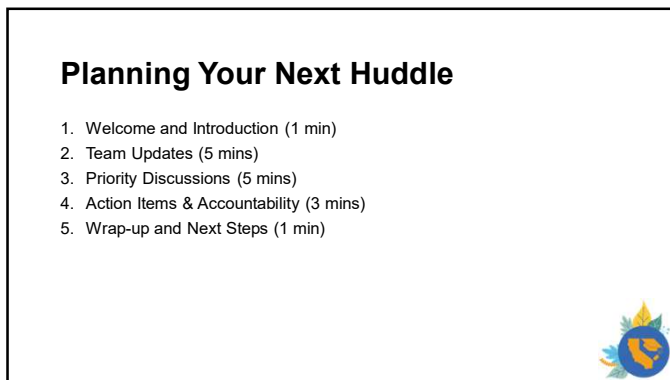 Planning Your Next Huddle
1. Welcome and Introduction (1 min)
2. Team Updates (5 mins)
3. Priority Discussions (5 mins)
4. Action Items & Accountability (3 mins)
5. Wrap-up and Next Steps (1 min)